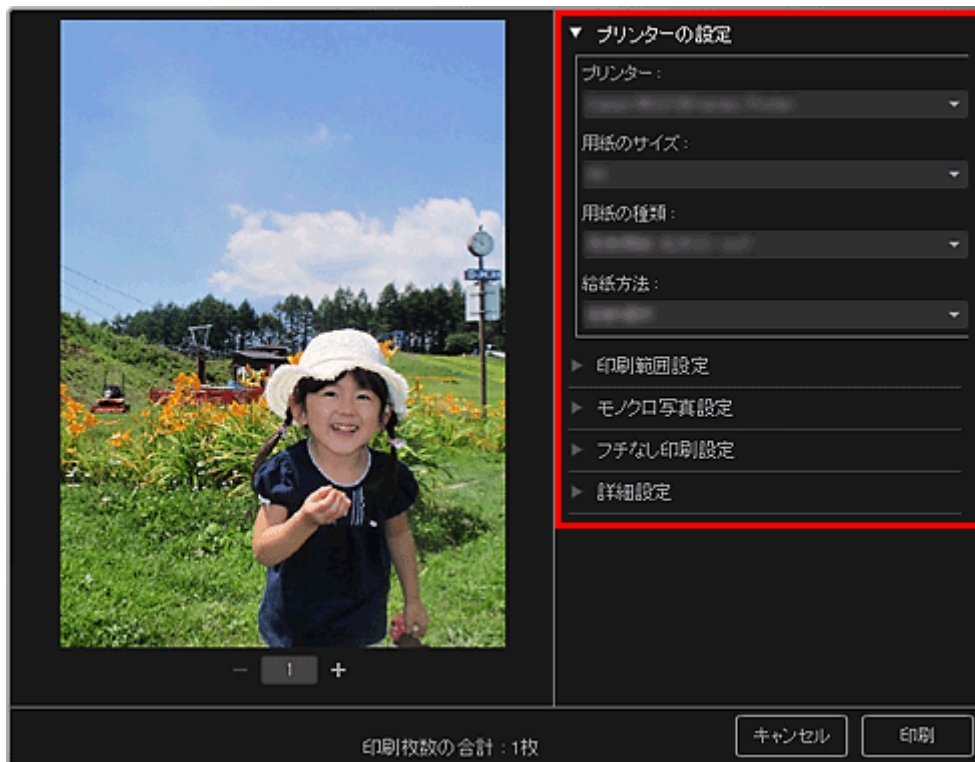 プリンターの設定
プリンター：
用紙のサイズ：
用紙の種類：
給紙方法：
印刷範囲設定
モノクロ写真設定
フチなし印刷設定
詳細設定
− 1 +
印刷枚数の合計：1枚
キャンセル
印刷